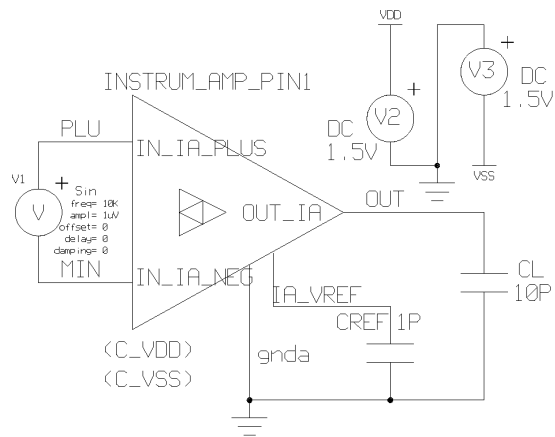 VDD
+
V3
DC
1.5V
VSS
+
V2
DC
1.5V
INSTRUM_AMP_PIN1
PLU
IN_IA_PLUS
V1
+
V
Sin
freq= 10K
ampl= 1uV
offset= 0
delay= 0
damping= 0
MIN
IN_IA_NEG
OUT_IA
OUT
CL
10P
IA_VREF
CREF 1P
gnda
(C_VDD)
(C_VSS)